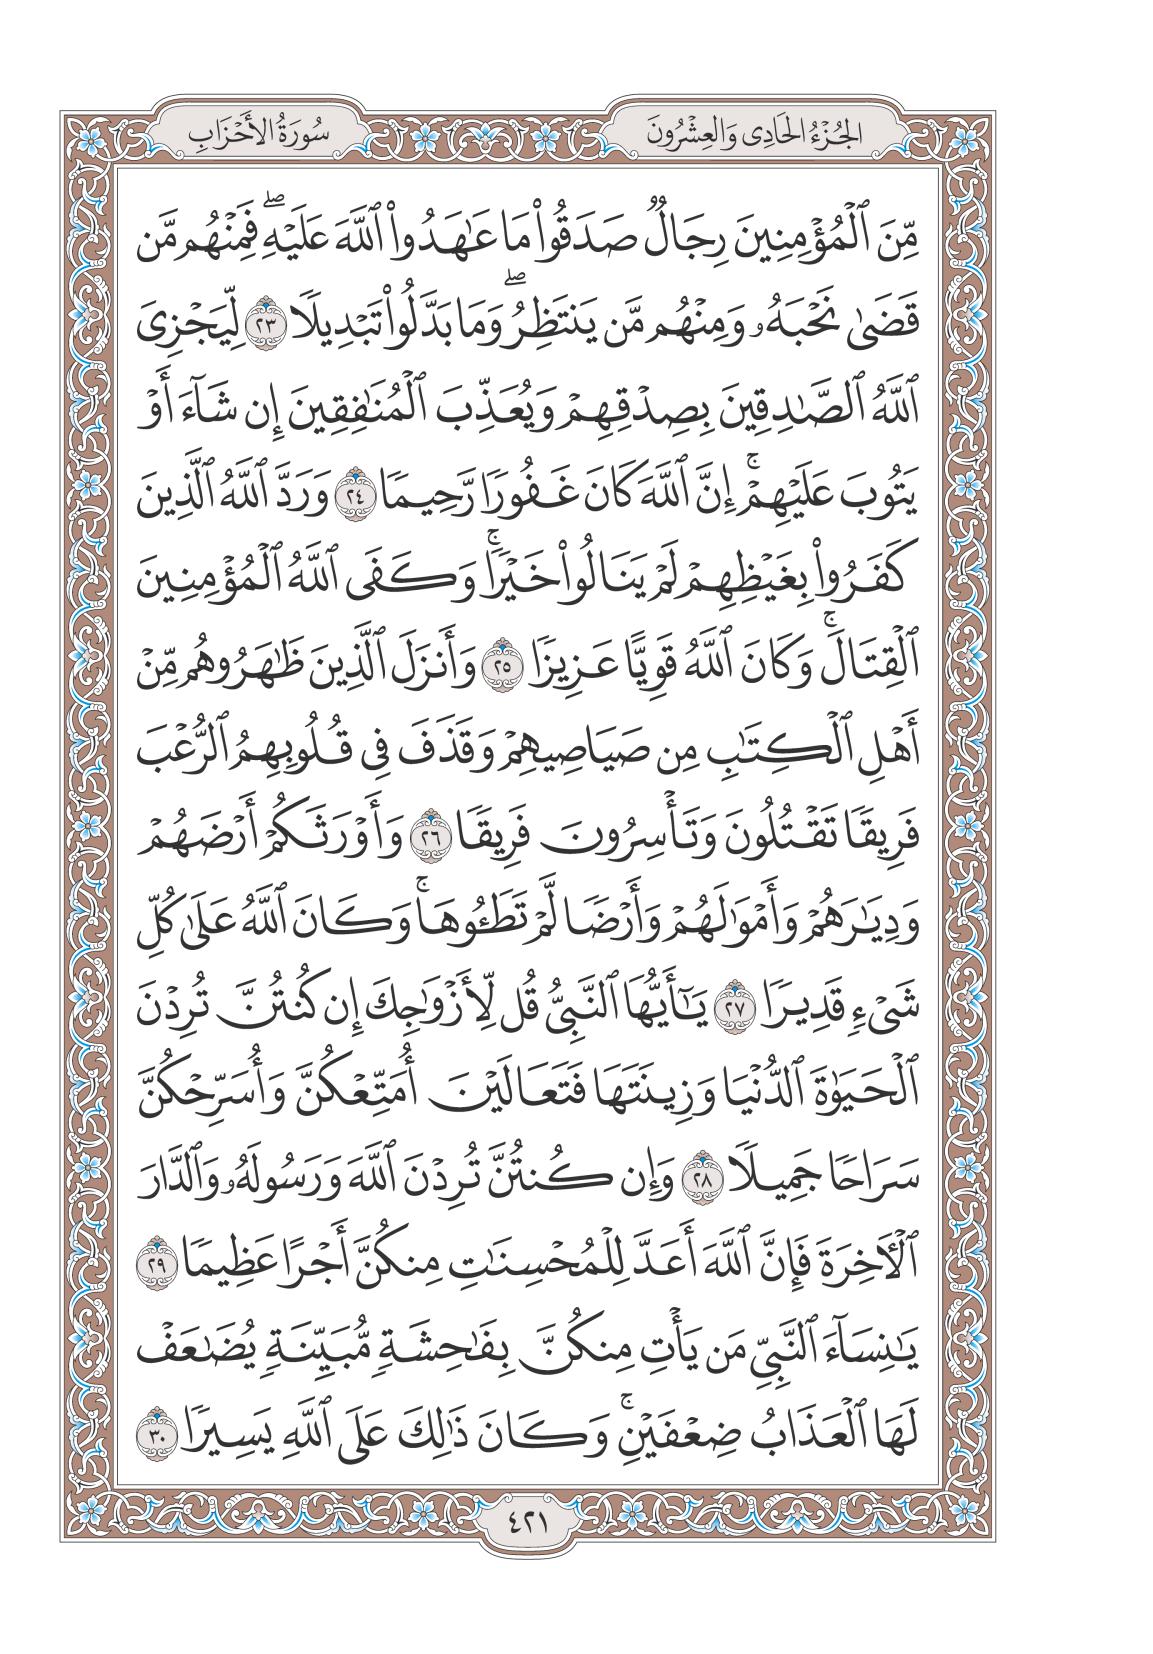 الجُزْءُ الحَادِى وَالعِشْرُونَ
سُورَةُ الأَحْزَابِ
مِّنَ ٱلْمُؤْمِنِينَ رِجَالٌ صَدَقُوا۟ مَا عَٰهَدُوا۟ ٱللَّهَ عَلَيْهِ ۖ فَمِنْهُم مَّن
قَضَىٰ نَحْبَهُۥ وَمِنْهُم مَّن يَنتَظِرُ ۖ وَمَا بَدَّلُوا۟ تَبْدِيلًا ٢٣ لِّيَجْزِىَ
ٱللَّهُ ٱلصَّٰدِقِينَ بِصِدْقِهِمْ وَيُعَذِّبَ ٱلْمُنَٰفِقِينَ إِن شَآءَ أَوْ
يَتُوبَ عَلَيْهِمْ ۚ إِنَّ ٱللَّهَ كَانَ غَفُورًا رَّحِيمًا ٢٤ وَرَدَّ ٱللَّهُ ٱلَّذِينَ
كَفَرُوا۟ بِغَيْظِهِمْ لَمْ يَنَالُوا۟ خَيْرًا ۚ وَكَفَى ٱللَّهُ ٱلْمُؤْمِنِينَ
ٱلْقِتَالَ ۚ وَكَانَ ٱللَّهُ قَوِيًّا عَزِيزًا ٢٥ وَأَنزَلَ ٱلَّذِينَ ظَٰهَرُوهُم مِّنْ
أَهْلِ ٱلْكِتَٰبِ مِن صَيَاصِيهِمْ وَقَذَفَ فِى قُلُوبِهِمُ ٱلرُّعْبَ
فَرِيقًا تَقْتُلُونَ وَتَأْسِرُونَ فَرِيقًا ٢٦ وَأَوْرَثَكُمْ أَرْضَهُمْ
وَدِيَٰرَهُمْ وَأَمْوَٰلَهُمْ وَأَرْضًا لَّمْ تَطَـُٔوهَا ۚ وَكَانَ ٱللَّهُ عَلَىٰ كُلِّ
شَىْءٍ قَدِيرًا ٢٧ يَٰٓأَيُّهَا ٱلنَّبِىُّ قُل لِّأَزْوَٰجِكَ إِن كُنتُنَّ تُرِدْنَ
ٱلْحَيَوٰةَ ٱلدُّنْيَا وَزِينَتَهَا فَتَعَالَيْنَ أُمَتِّعْكُنَّ وَأُسَرِّحْكُنَّ
سَرَاحًا جَمِيلًا ٢٨ وَإِن كُنتُنَّ تُرِدْنَ ٱللَّهَ وَرَسُولَهُۥ وَٱلدَّارَ
ٱلْءَاخِرَةَ فَإِنَّ ٱللَّهَ أَعَدَّ لِلْمُحْسِنَٰتِ مِنكُنَّ أَجْرًا عَظِيمًا ٢٩
يَٰنِسَآءَ ٱلنَّبِىِّ مَن يَأْتِ مِنكُنَّ بِفَٰحِشَةٍ مُّبَيِّنَةٍ يُضَٰعَفْ
لَهَا ٱلْعَذَابُ ضِعْفَيْنِ ۚ وَكَانَ ذَٰلِكَ عَلَى ٱللَّهِ يَسِيرًا ٣٠
٤٢١